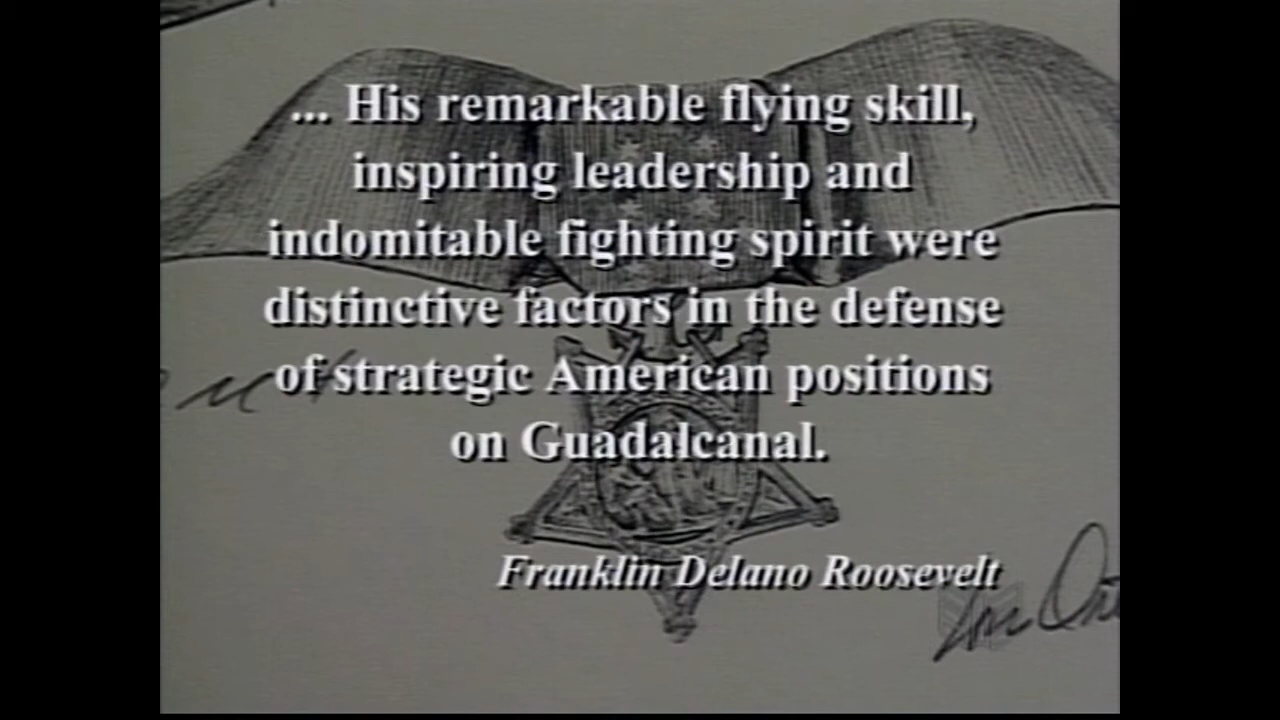 ... His remarkable flying skill,
inspiring leadership and
indomitable fighting spirit were
distinctive factors in the defense
of strategic American positions
on Guadalcanal.
Franklin Delano Roosevelt